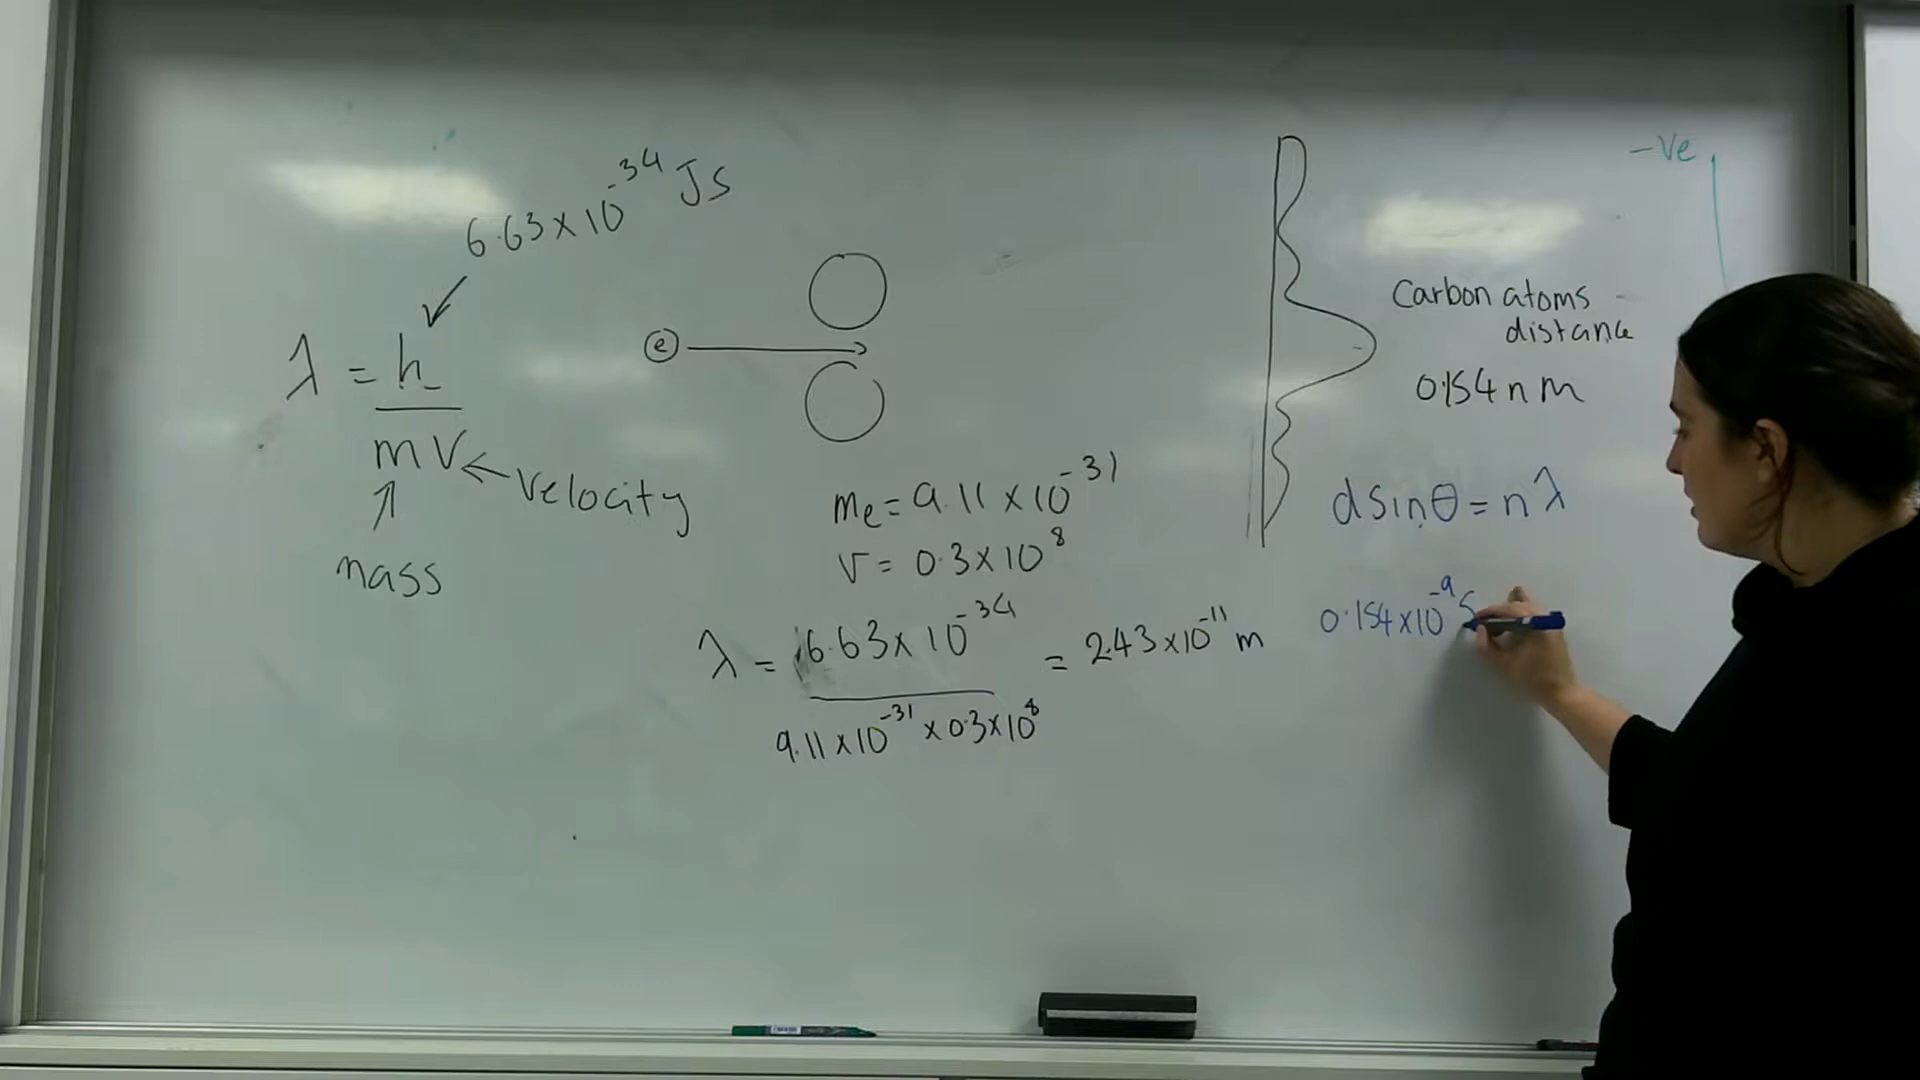 6.63×10⁻³⁴ Js
λ = h
mv ← velocity
mass
e
mₑ = 9.11×10⁻³¹
v = 0.3×10⁸
λ = 6.63×10⁻³⁴ = 2.43×10⁻¹¹ m
9.11×10⁻³¹ × 0.3×10⁸
-ve
Carbon atoms
distance
0.154 nm
dsinθ = nλ
0.154×10⁻⁹ S